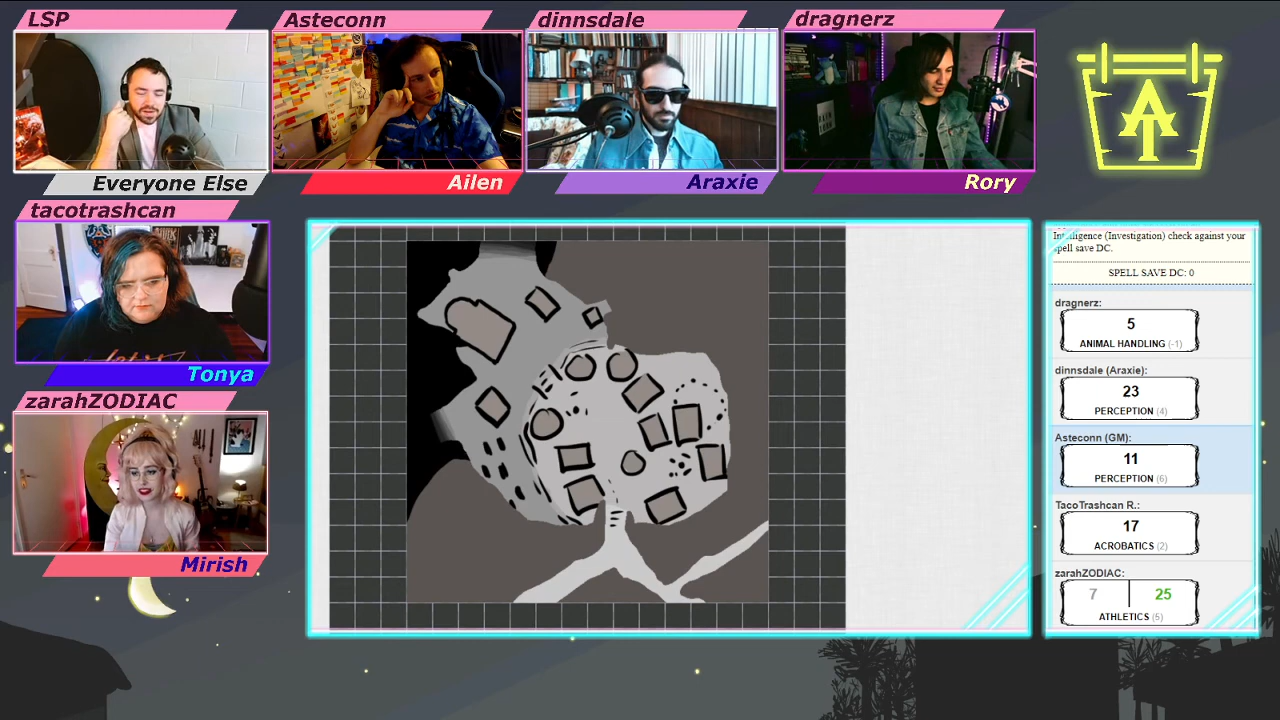 LSP
Asteconn
dinnsdale
dragnerz
Everyone Else
Ailen
Araxie
Rory
AT
tacotrashcan
Tonya
zarahZODIAC
Mirish
Intelligence (Investigation) check against your
spell save DC.
SPELL SAVE DC: 0
dragnerz:
5
ANIMAL HANDLING (-1)
dinnsdale (Araxie):
23
PERCEPTION (4)
Asteconn (GM):
11
PERCEPTION (6)
TacoTrashcan R.:
17
ACROBATICS (2)
zarahZODIAC:
7 25
ATHLETICS (5)